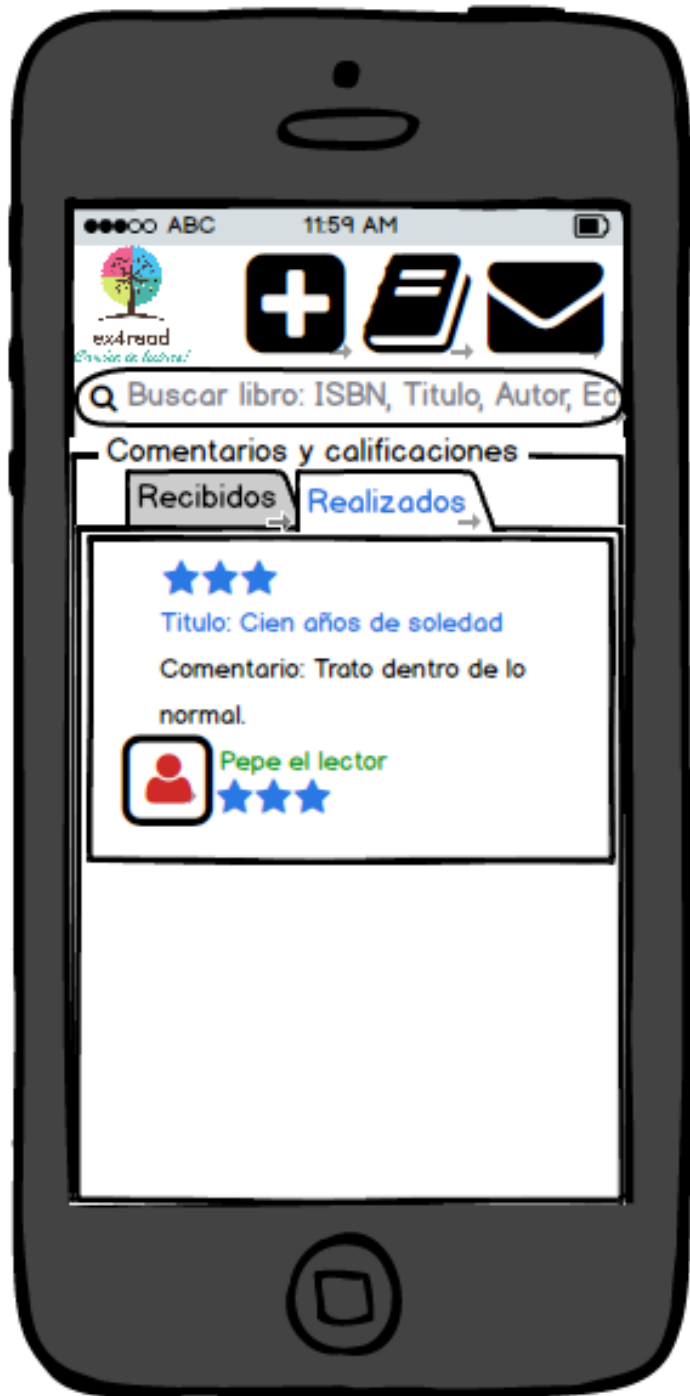 ABC 11:59 AM
ex4read
Buscar libro: ISBN, Titulo, Autor, Ed
Comentarios y calificaciones
Recibidos Realizados
Titulo: Cien años de soledad
Comentario: Trato dentro de lo
normal.
Pepe el lector